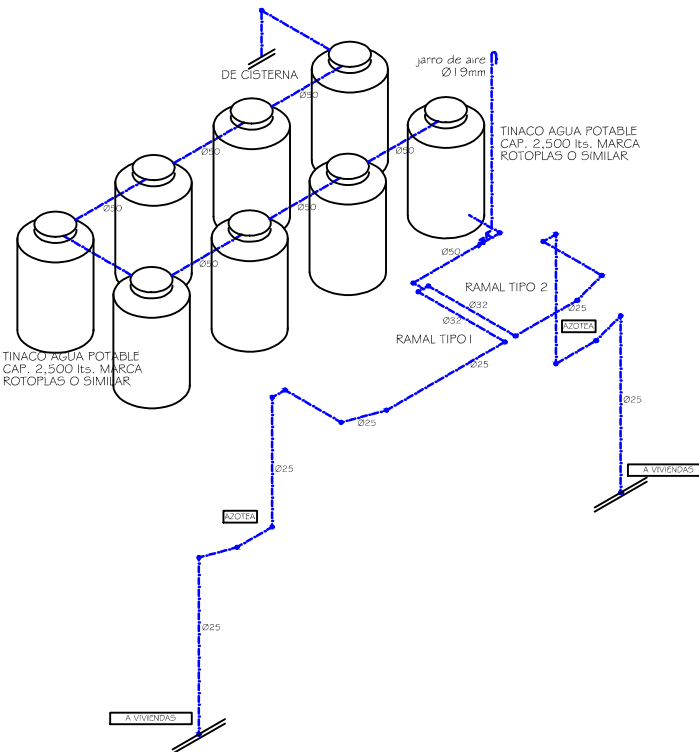 jarro de aire
Ø19mm
DE CISTERNA
Ø50
TINACO AGUA POTABLE
CAP. 2,500 lts. MARCA
ROTOPLAS O SIMILAR
Ø50
Ø50
Ø50
Ø50
Ø50
Ø50
Ø50
RAMAL TIPO 2
Ø32
Ø25
Ø32
AZOTEA
RAMAL TIPO I
TINACO AGUA POTABLE
CAP. 2,500 lts. MARCA
ROTOPLAS O SIMILAR
Ø25
Ø25
Ø25
Ø25
A VIVIENDAS
AZOTEA
Ø25
A VIVIENDAS